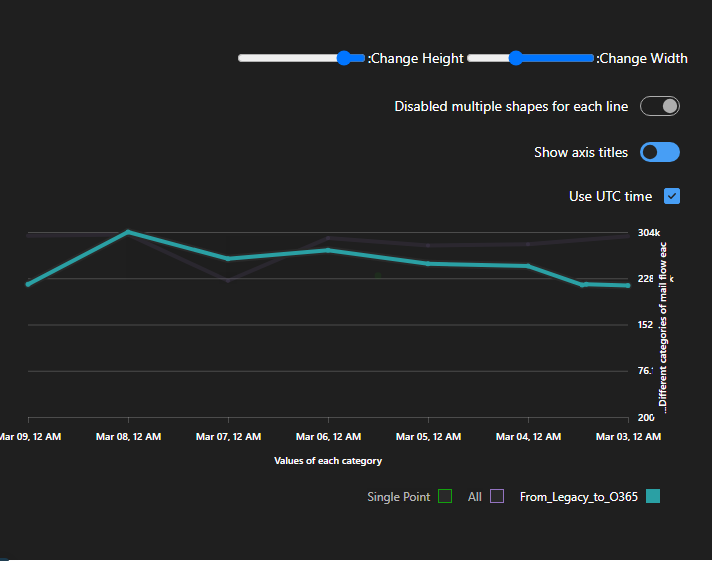 :Change Height :Change Width
Disabled multiple shapes for each line
Show axis titles
Use UTC time
304k
228 k
152
76.
200
...Different categories of mail flow eac
Mar 09, 12 AM Mar 08, 12 AM Mar 07, 12 AM Mar 06, 12 AM Mar 05, 12 AM Mar 04, 12 AM Mar 03, 12 AM
Values of each category
Single Point All From_Legacy_to_O365